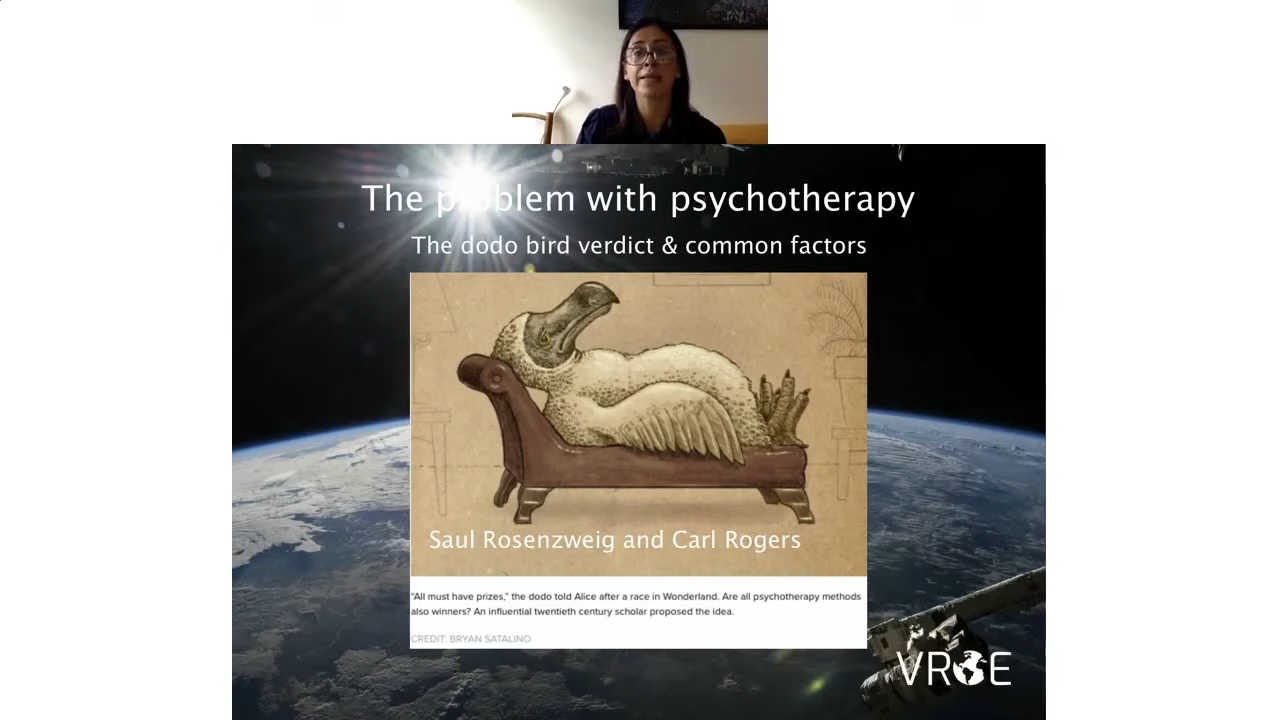 The problem with psychotherapy
The dodo bird verdict & common factors
Saul Rosenzweig and Carl Rogers
"All must have prizes," the dodo told Alice after a race in Wonderland. Are all psychotherapy methods
also winners? An influential twentieth century scholar proposed the idea.
CREDIT: BRYAN SATALINO
VROE